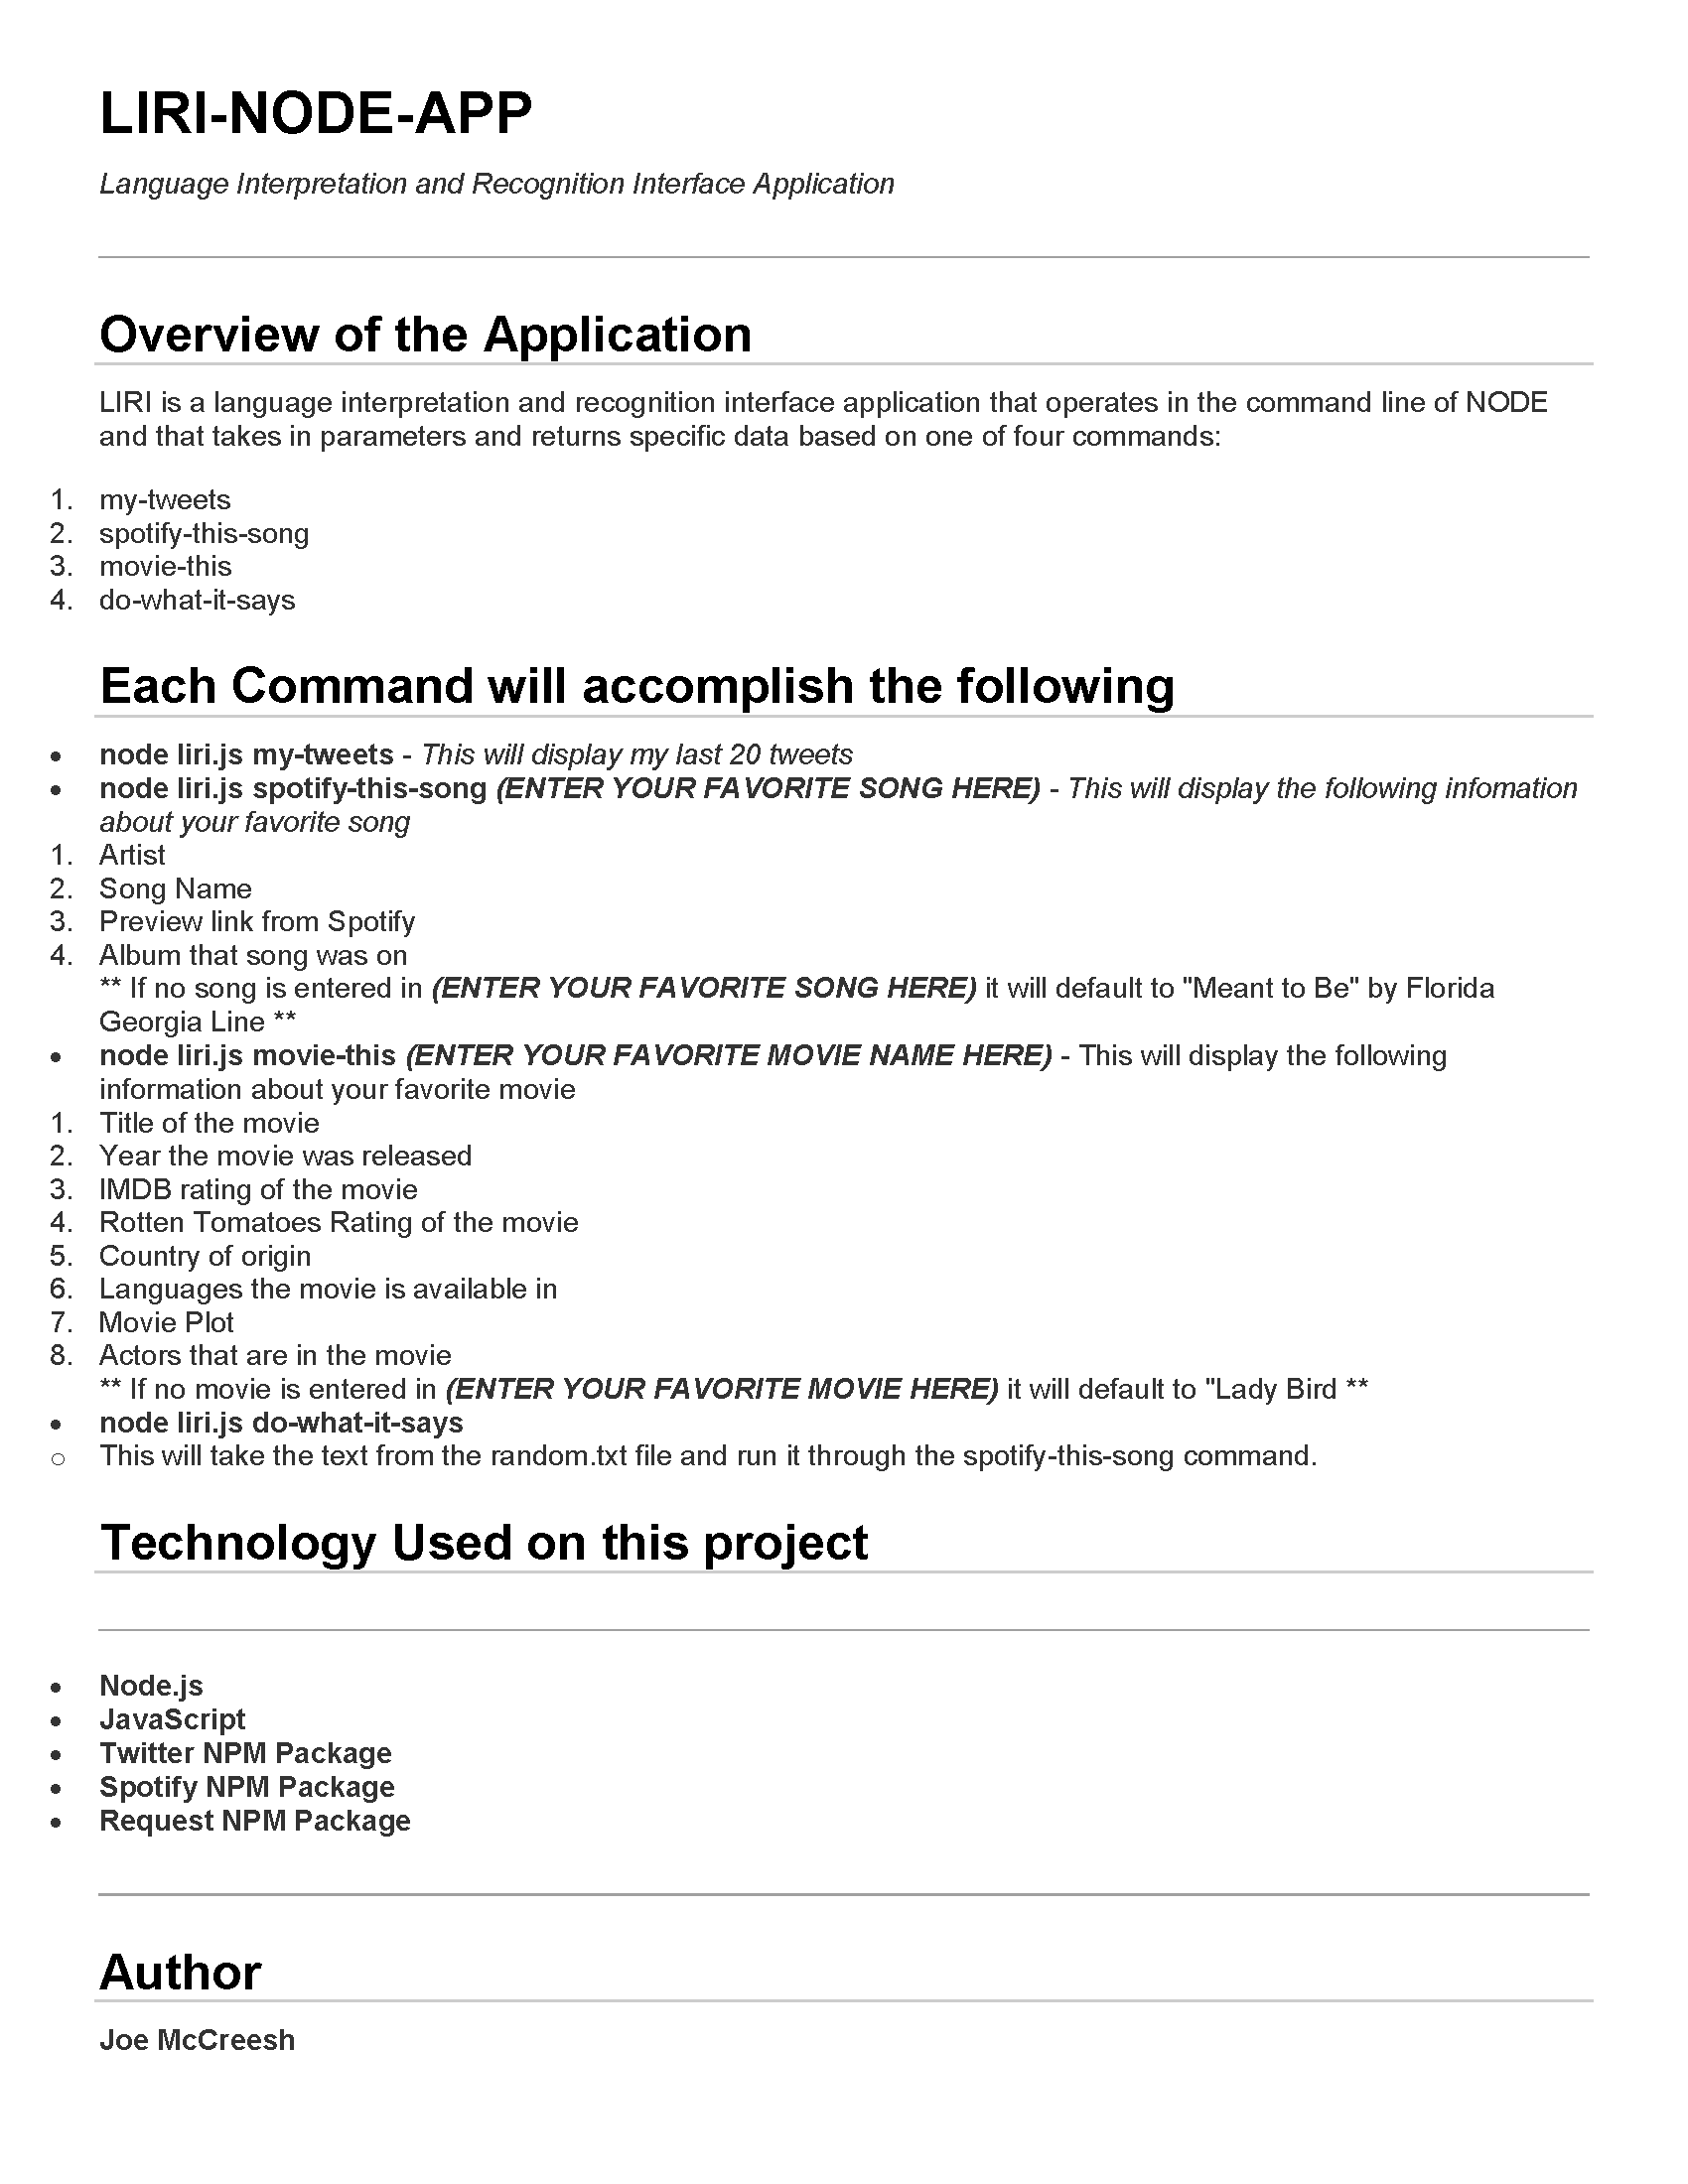 LIRI-NODE-APP
Language Interpretation and Recognition Interface Application
Overview of the Application
LIRI is a language interpretation and recognition interface application that operates in the command line of NODE
and that takes in parameters and returns specific data based on one of four commands:
1. my-tweets
2. spotify-this-song
3. movie-this
4. do-what-it-says
Each Command will accomplish the following
• node liri.js my-tweets - This will display my last 20 tweets
• node liri.js spotify-this-song (ENTER YOUR FAVORITE SONG HERE) - This will display the following infomation
about your favorite song
1. Artist
2. Song Name
3. Preview link from Spotify
4. Album that song was on
** If no song is entered in (ENTER YOUR FAVORITE SONG HERE) it will default to "Meant to Be" by Florida
Georgia Line **
• node liri.js movie-this (ENTER YOUR FAVORITE MOVIE NAME HERE) - This will display the following
information about your favorite movie
1. Title of the movie
2. Year the movie was released
3. IMDB rating of the movie
4. Rotten Tomatoes Rating of the movie
5. Country of origin
6. Languages the movie is available in
7. Movie Plot
8. Actors that are in the movie
** If no movie is entered in (ENTER YOUR FAVORITE MOVIE HERE) it will default to "Lady Bird **
• node liri.js do-what-it-says
○ This will take the text from the random.txt file and run it through the spotify-this-song command.
Technology Used on this project
• Node.js
• JavaScript
• Twitter NPM Package
• Spotify NPM Package
• Request NPM Package
Author
Joe McCreesh